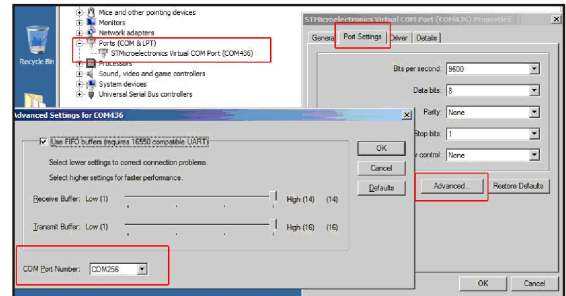 Mice and other pointing devices
Monitors
Network adapters
Ports (COM & LPT)
STMicroelectronics Virtual COM Port (COM436)
Processors
Sound, video and game controllers
System devices
Universal Serial Bus controllers
Recycle Bin
STMicroelectronics Virtual COM Port (COM436) Properties
General
Port Settings
Driver
Details
Bits per second: 9600
Data bits: 8
Parity: None
Stop bits: 1
control: None
Advanced...
Restore Defaults
OK
Cancel
Advanced Settings for COM436
Use FIFO buffers (requires 16550 compatible UART)
Select lower settings to correct connection problems.
Select higher settings for faster performance.
Receive Buffer: Low (1) High (14) (14)
Transmit Buffer: Low (1) High (16) (16)
COM Port Number: COM256
OK
Cancel
Defaults